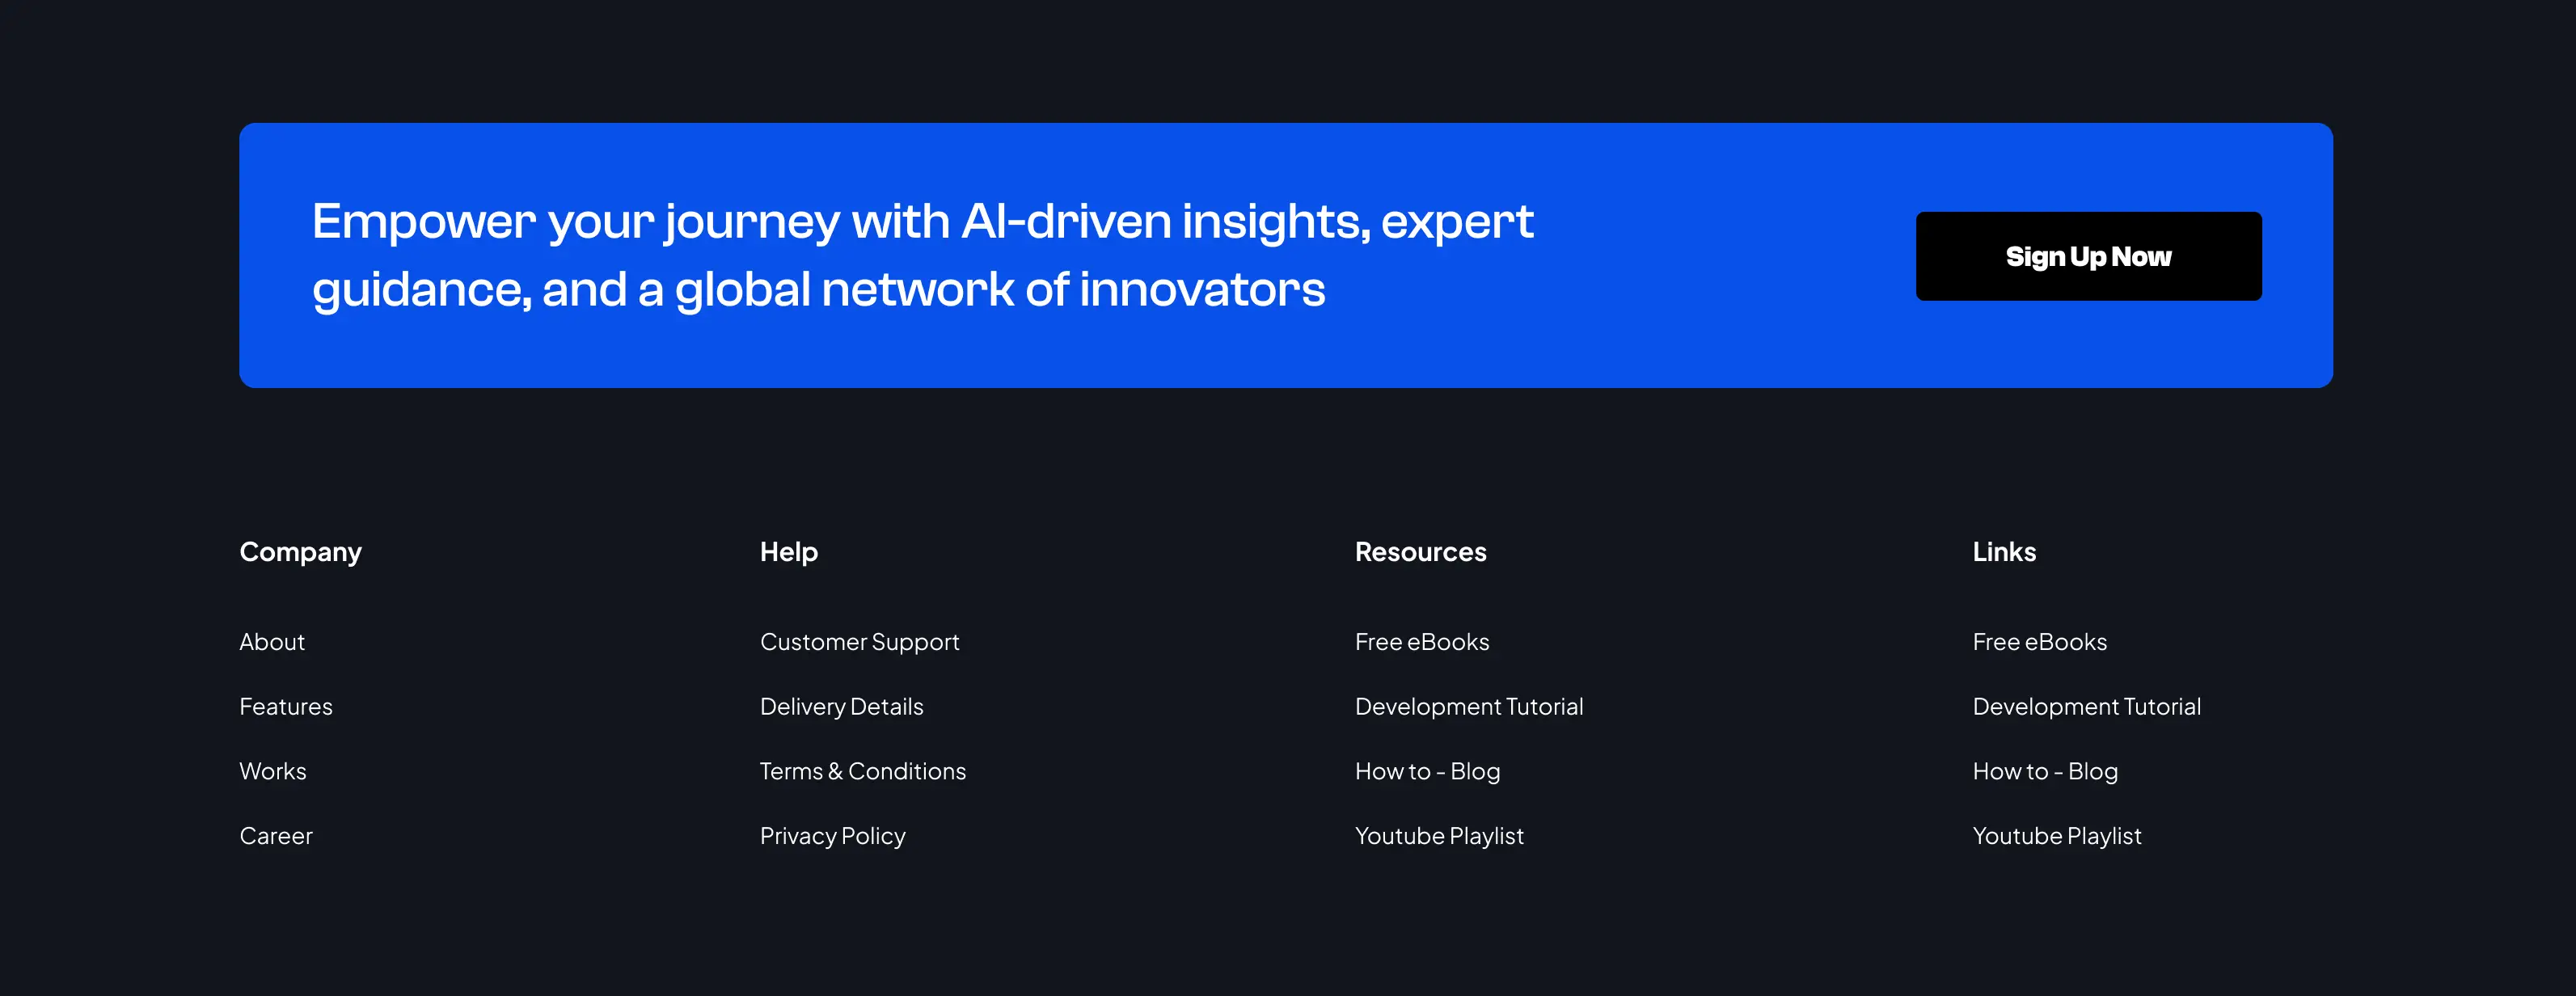 Empower your journey with AI-driven insights, expert
guidance, and a global network of innovators
Sign Up Now
Company
About
Features
Works
Career
Help
Customer Support
Delivery Details
Terms & Conditions
Privacy Policy
Resources
Free eBooks
Development Tutorial
How to - Blog
Youtube Playlist
Links
Free eBooks
Development Tutorial
How to - Blog
Youtube Playlist